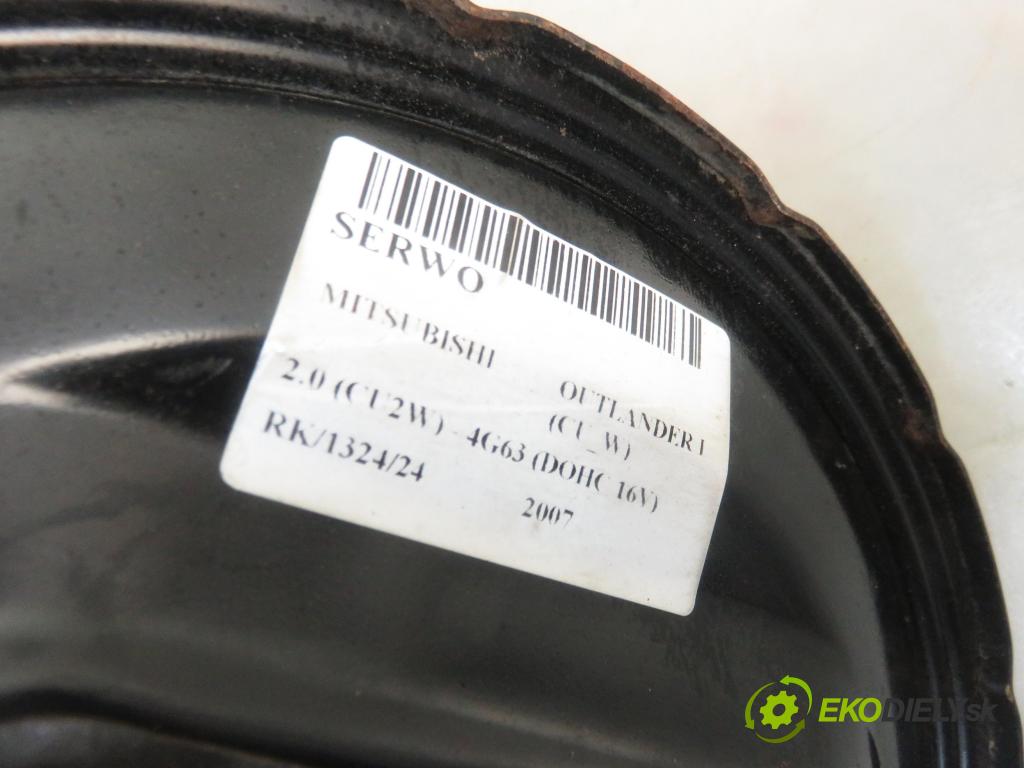 SERWO
MITSUBISHI
OUTLANDER I
(CU_W)
2.0 (CU2W) - 4G63 (DOHC 16V)
RK/1324/24
2007
EKODIELY.sk